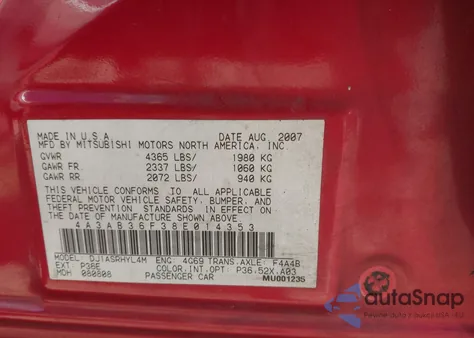 MADE IN U.S.A. DATE AUG. 2007
MFD BY MITSUBISHI MOTORS NORTH AMERICA, INC.
GVWR 4365 LBS/ 1980 KG
GAWR FR 2337 LBS/ 1060 KG
GAWR RR 2072 LBS/ 940 KG
THIS VEHICLE CONFORMS TO ALL APPLICABLE
FEDERAL MOTOR VEHICLE SAFETY, BUMPER, AND
THEFT PREVENTION STANDARDS IN EFFECT ON THE
DATE OF MANUFACTURE SHOWN ABOVE.
4A3AB36F38E014353
MDL: DJ1ASRHYL4M ENG: 4G69 TRANS.AXLE: F4A4B
EXT: P38E COLOR.INT.OPT: P36.52X.A03
MDH 080808 PASSENGER CAR
MU001235
autoSnap